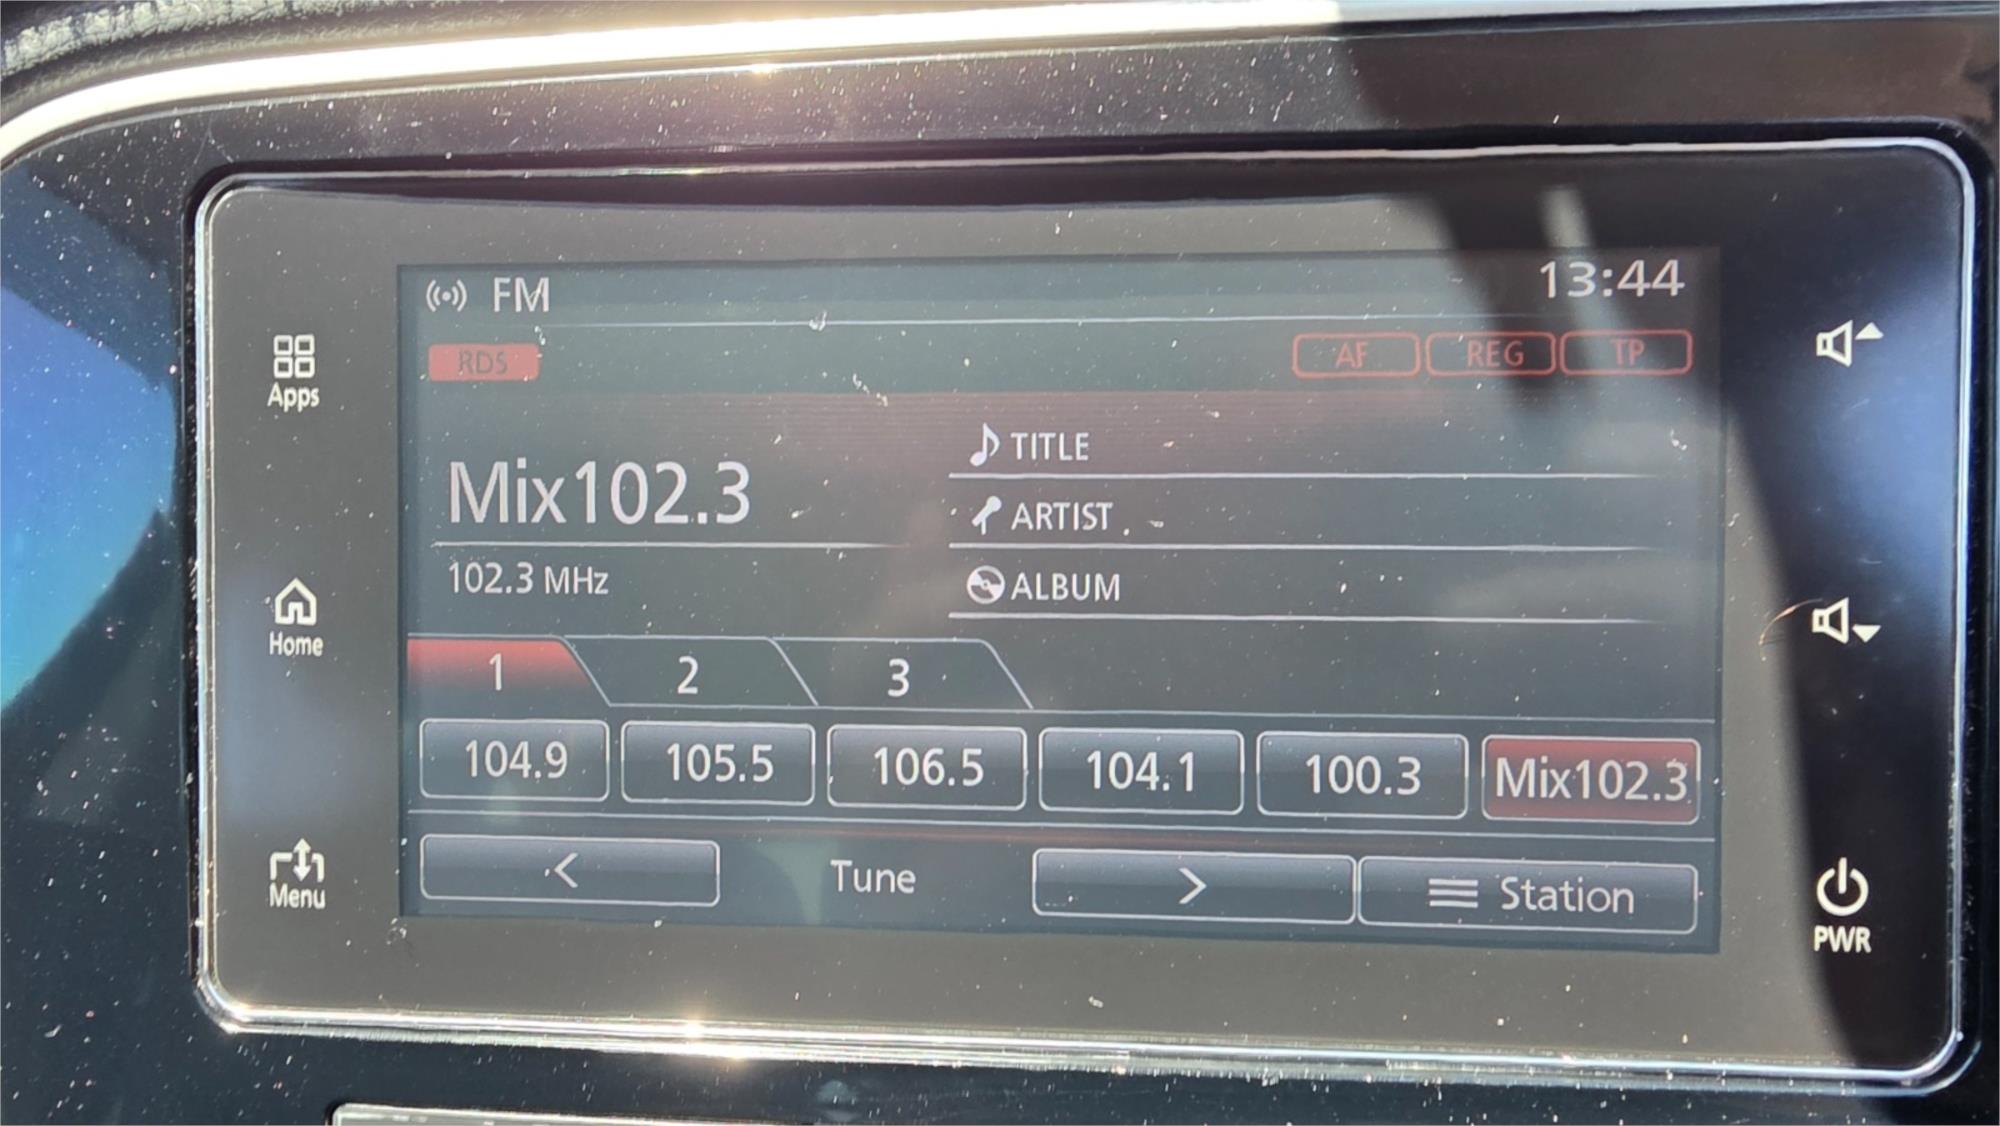 FM 13:44
RDS AF REG TP
Apps
TITLE
Mix102.3
ARTIST
102.3 MHz
ALBUM
Home
1 2 3
104.9 105.5 106.5 104.1 100.3 Mix102.3
< Tune > Station
Menu
PWR